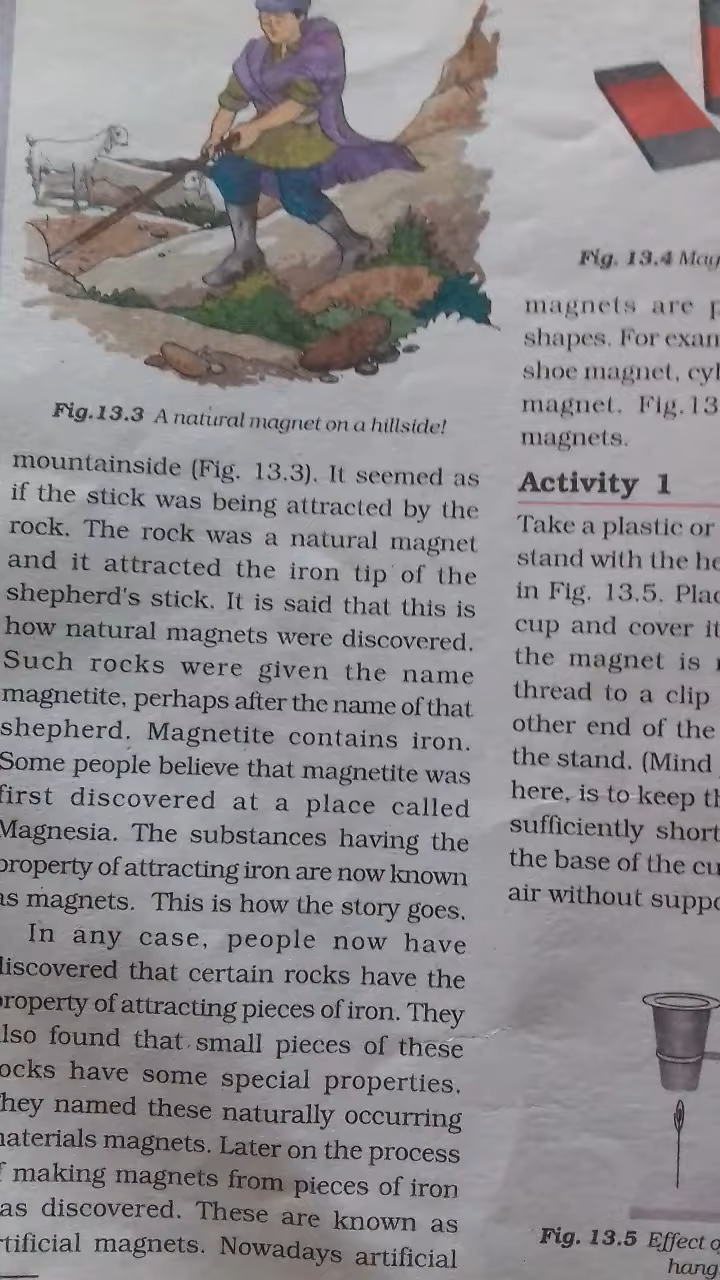 Fig.13.3 A natural magnet on a hillside!
mountainside (Fig. 13.3). It seemed as
if the stick was being attracted by the
rock. The rock was a natural magnet
and it attracted the iron tip of the
shepherd's stick. It is said that this is
how natural magnets were discovered.
Such rocks were given the name
magnetite, perhaps after the name of that
shepherd. Magnetite contains iron.
Some people believe that magnetite was
first discovered at a place called
Magnesia. The substances having the
property of attracting iron are now known
as magnets. This is how the story goes.
In any case, people now have
discovered that certain rocks have the
property of attracting pieces of iron. They
also found that small pieces of these
rocks have some special properties.
They named these naturally occurring
materials magnets. Later on the process
making magnets from pieces of iron
was discovered. These are known as
artificial magnets. Nowadays artificial
Fig. 13.4
magnets are
shapes. For
shoe magnet,
magnet. Fig. 13
magnets.
Activity 1
Take a plastic or
stand with the
in Fig. 13.5.
cup and cover it
the magnet is
thread to a clip
other end of the
the stand. (Mind
here, is to keep
sufficiently short
the base of the
air without
Fig. 13.5 Effect